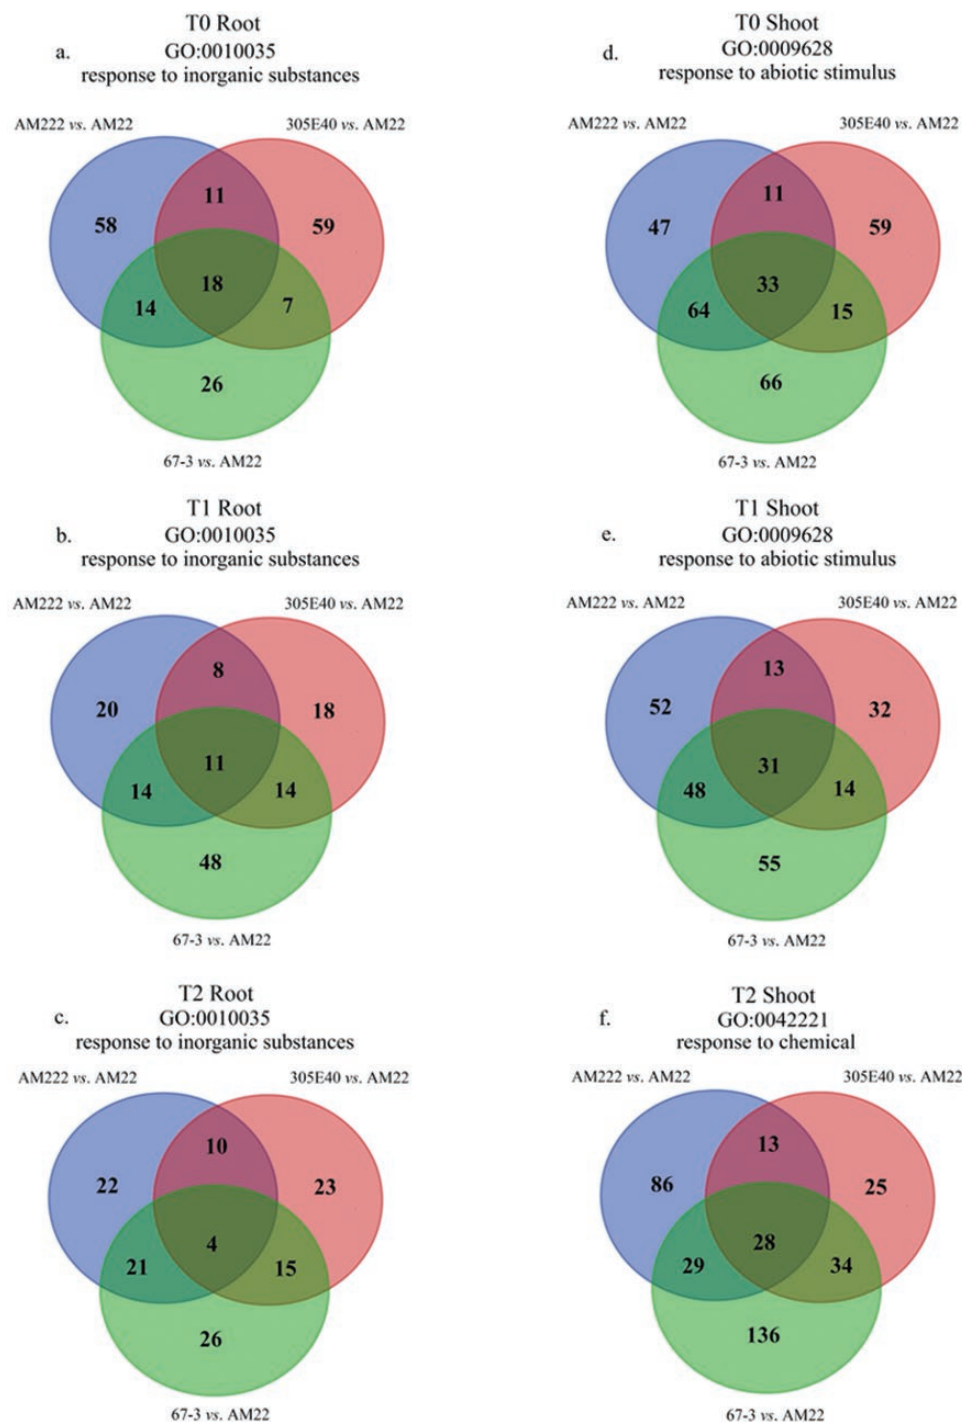 T0 Root
a.
GO:0010035
response to inorganic substances
AM222 vs. AM22
305E40 vs. AM22
11
58
59
18
14
7
26
67-3 vs. AM22
T0 Shoot
d.
GO:0009628
response to abiotic stimulus
AM222 vs. AM22
305E40 vs. AM22
11
47
59
33
64
15
66
67-3 vs. AM22
T1 Root
b.
GO:0010035
response to inorganic substances
AM222 vs. AM22
305E40 vs. AM22
8
20
18
11
14
14
48
67-3 vs. AM22
T1 Shoot
e.
GO:0009628
response to abiotic stimulus
AM222 vs. AM22
305E40 vs. AM22
13
52
32
31
48
14
55
67-3 vs. AM22
T2 Root
c.
GO:0010035
response to inorganic substances
AM222 vs. AM22
305E40 vs. AM22
10
22
23
4
21
15
26
67-3 vs. AM22
T2 Shoot
f.
GO:0042221
response to chemical
AM222 vs. AM22
305E40 vs. AM22
13
86
25
28
29
34
136
67-3 vs. AM22